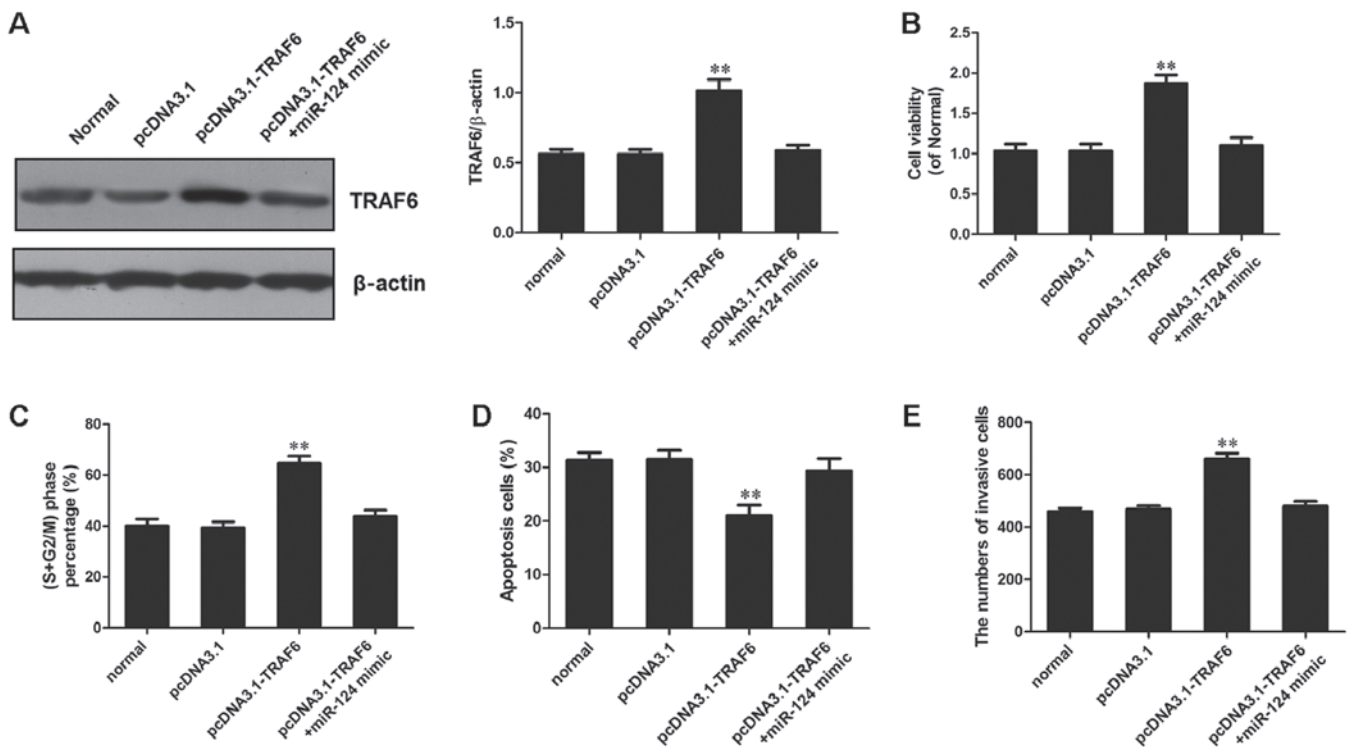 A
Normal
pcDNA3.1
pcDNA3.1-TRAF6
pcDNA3.1-TRAF6
+miR-124 mimic
TRAF6
β-actin
TRAF6/β-actin
1.5
1.0
0.5
0.0
**
normal
pcDNA3.1
pcDNA3.1-TRAF6
pcDNA3.1-TRAF6
+miR-124 mimic
B
Cell viability
(of Normal)
2.5
2.0
1.5
1.0
0.5
0.0
**
normal
pcDNA3.1
pcDNA3.1-TRAF6
pcDNA3.1-TRAF6
+miR-124 mimic
C
(S+G2/M) phase
percentage (%)
80
60
40
20
0
**
normal
pcDNA3.1
pcDNA3.1-TRAF6
pcDNA3.1-TRAF6
+miR-124 mimic
D
Apoptosis cells (%)
40
30
20
10
0
**
normal
pcDNA3.1
pcDNA3.1-TRAF6
pcDNA3.1-TRAF6
+miR-124 mimic
E
The numbers of invasive cells
800
600
400
200
0
**
normal
pcDNA3.1
pcDNA3.1-TRAF6
pcDNA3.1-TRAF6
+miR-124 mimic